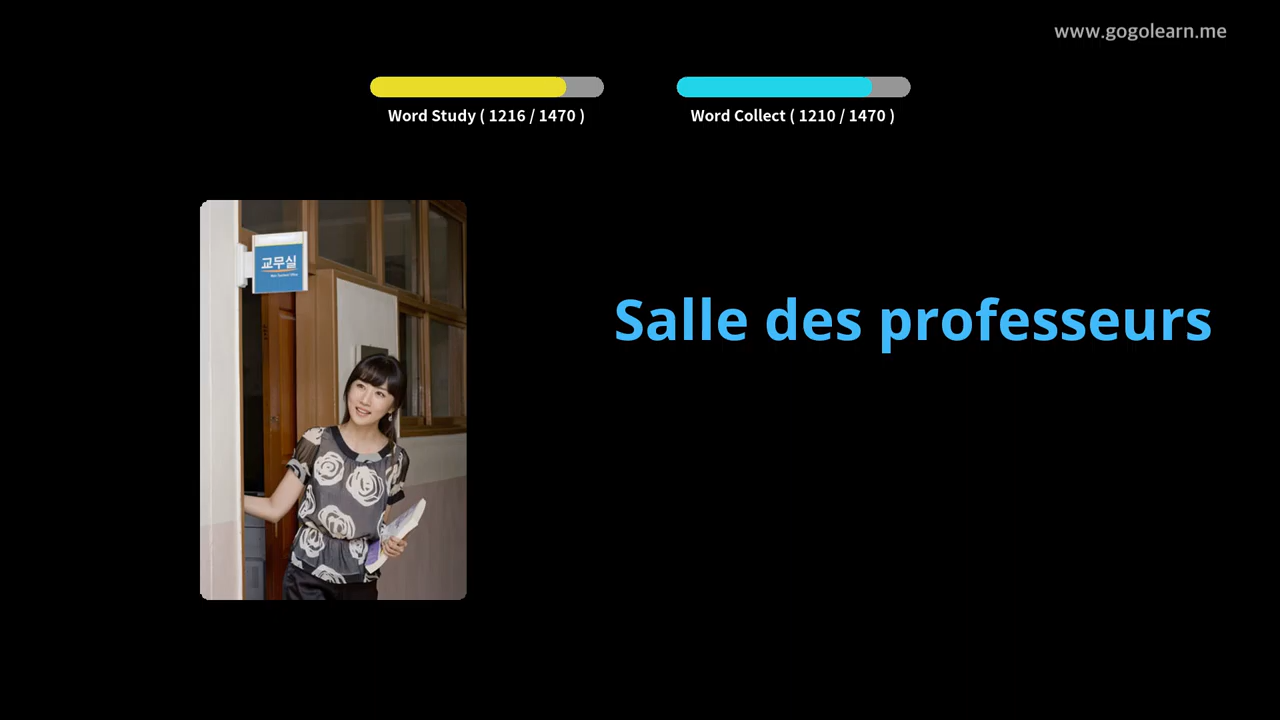 www.gogolearn.me
Word Study ( 1216 / 1470 )
Word Collect ( 1210 / 1470 )
교무실
Salle des professeurs